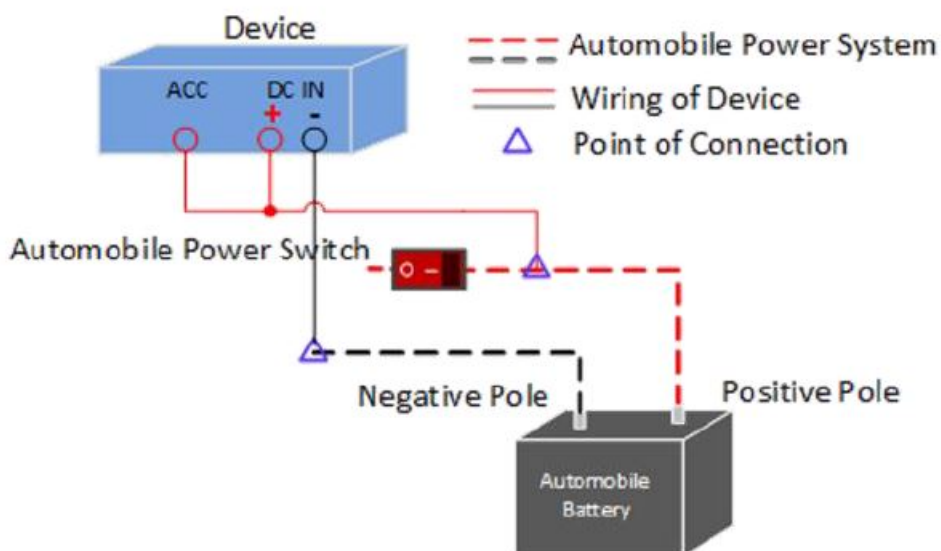 Device
Automobile Power System
ACC
DC IN
+
-
Wiring of Device
Point of Connection
Automobile Power Switch
Negative Pole
Positive Pole
Automobile
Battery